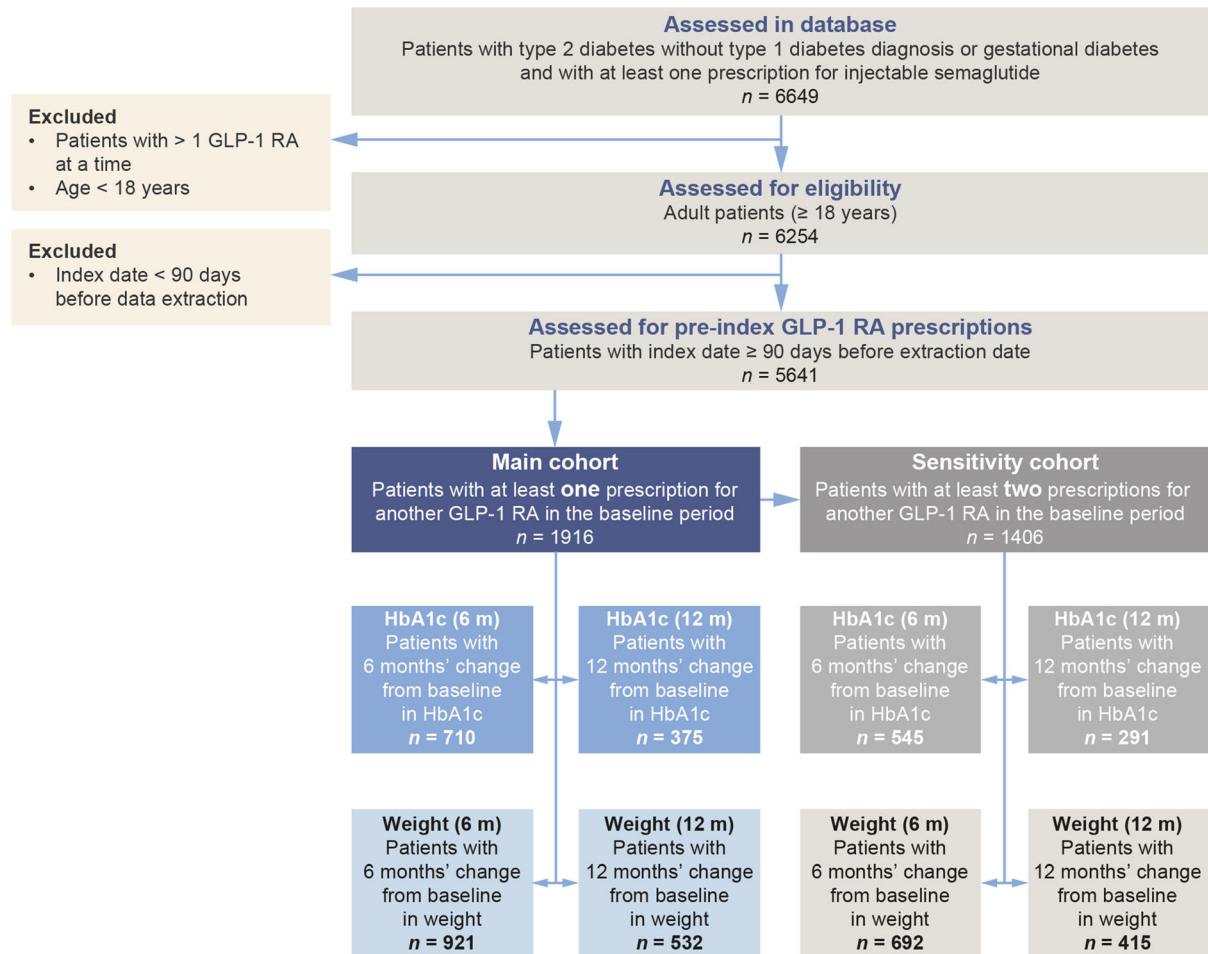 Assessed in database
Patients with type 2 diabetes without type 1 diabetes diagnosis or gestational diabetes
and with at least one prescription for injectable semaglutide
n = 6649
Excluded
• Patients with > 1 GLP-1 RA
at a time
• Age < 18 years
Assessed for eligibility
Adult patients (≥ 18 years)
n = 6254
Excluded
• Index date < 90 days
before data extraction
Assessed for pre-index GLP-1 RA prescriptions
Patients with index date ≥ 90 days before extraction date
n = 5641
Main cohort
Patients with at least one prescription for
another GLP-1 RA in the baseline period
n = 1916
Sensitivity cohort
Patients with at least two prescriptions for
another GLP-1 RA in the baseline period
n = 1406
HbA1c (6 m)
Patients with
6 months’ change
from baseline
in HbA1c
n = 710
HbA1c (12 m)
Patients with
12 months’ change
from baseline
in HbA1c
n = 375
HbA1c (6 m)
Patients with
6 months’ change
from baseline
in HbA1c
n = 545
HbA1c (12 m)
Patients with
12 months’ change
from baseline
in HbA1c
n = 291
Weight (6 m)
Patients with
6 months’ change
from baseline
in weight
n = 921
Weight (12 m)
Patients with
12 months’ change
from baseline
in weight
n = 532
Weight (6 m)
Patients with
6 months’ change
from baseline
in weight
n = 692
Weight (12 m)
Patients with
12 months’ change
from baseline
in weight
n = 415